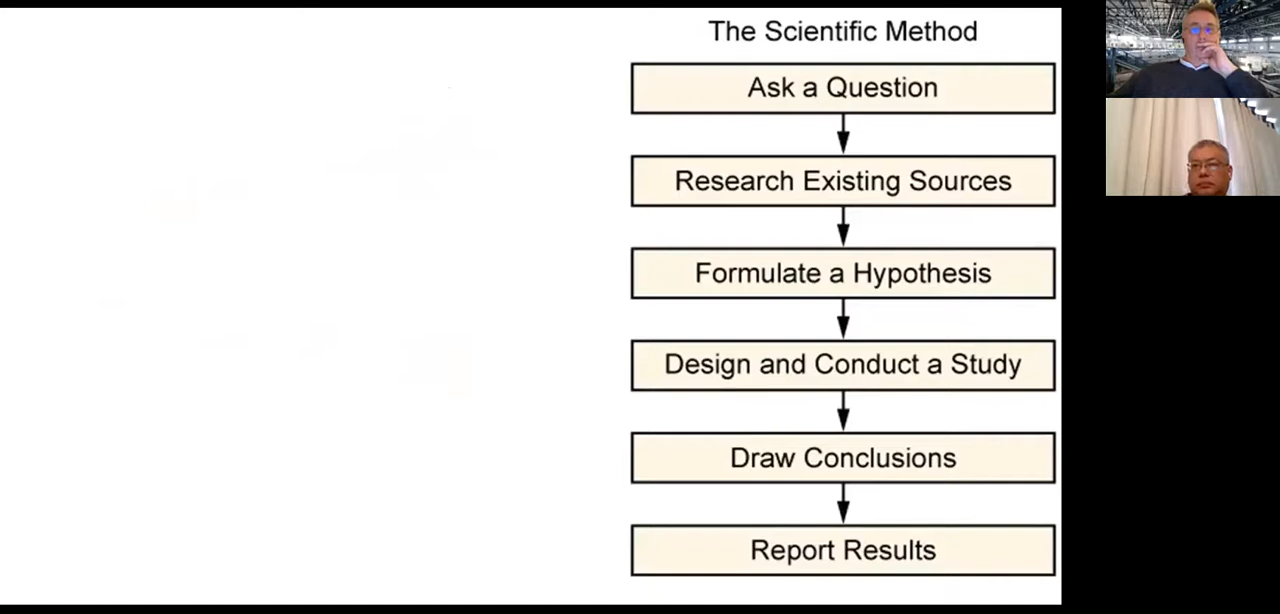 The Scientific Method
Ask a Question
Research Existing Sources
Formulate a Hypothesis
Design and Conduct a Study
Draw Conclusions
Report Results